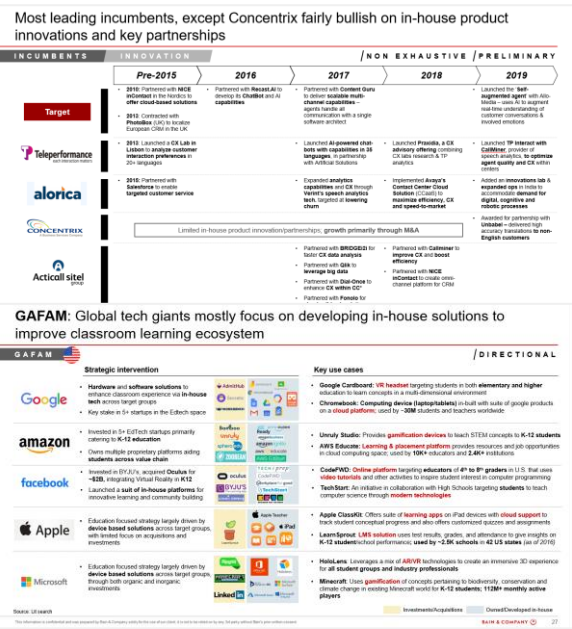 Most leading incumbents, except Concentrix fairly bullish on in-house product
innovations and key partnerships
INCUMBENTS
INNOVATION
NON EXHAUSTIVE
PRELIMINARY
Pre-2015
2016
2017
2018
2019
Target
2010: Partnered with NICE
inContact in the Nordics to
offer cloud-based solutions
2013: Contracted with
PhotoBox (UK) to localize
European CRM in the UK
Partnered with Recast.AI to
develop its ChatBot and AI
capabilities
Partnered with Content Guru
to deliver scalable multi-
channel capabilities –
agents handle all
communication with a single
software architect
Launched the 'Self-
augmented agent' with Allo-
Media – uses AI to augment
real-time understanding of
customer conversations &
involved emotions
Teleperformance
2013: Launched a CX Lab in
Lisbon to analyze customer
interaction preferences in
20+ languages
Launched AI-powered chat-
bots with capabilities in 35
languages, in partnership
with Artificial Solutions
Launched Praxidia, a CX
advisory offering combining
CX labs research & TP
analytics
Launched TP Interact with
CallMiner, provider of
speech analytics, to optimize
agent quality and CX within
centers
alorica
2015: Partnered with
Salesforce to enable
targeted customer service
Expanded analytics
capabilities and CX through
Verint's speech analytics
tech, targeted at lowering
churn
Implemented Avaya's
Contact Center Cloud
Solution (CCaaS) to
maximize efficiency, CX
and speed-to-market
Added an innovations lab &
expanded ops in India to
accommodate demand for
digital, cognitive and
robotic processes
CONCENTRIX
Limited in-house product innovation/partnerships, growth primarily through M&A
Awarded for partnership with
Unbabel – delivered high
accuracy translations to non-
English customers
Acticall sitel
group
Partnered with BRIDGE(2i) for
faster CX data analysis
Partnered with Qlik to
leverage big data
Partnered with Dial-Once to
enhance CX within CC*
Partnered with Fonolo for
Partnered with Callminer to
improve CX and boost
efficiency
Partnered with NICE
inContact to create omni-
channel platform for CRM
GAFAM: Global tech giants mostly focus on developing in-house solutions to
improve classroom learning ecosystem
GAFAM
DIRECTIONAL
Strategic intervention
Key use cases
Google
Hardware and software solutions to
enhance classroom experience via in-house
tech across target groups
Key stake in 5+ startups in the Edtech space
Google Cardboard: VR headset targeting students in both elementary and higher
education to learn concepts in a multi-dimensional environment
Chromebook: Computing device (laptop/tablets) in-built with suite of google products
on a cloud platform; used by ~30M students and teachers worldwide
amazon
Invested in 5+ EdTech startups primarily
catering to K-12 education
Owns multiple proprietary platforms aiding
students across value chain
unruly
Ready
Unruly Studio: Provides gamification devices to teach STEM concepts to K-12 students
AWS Educate: Learning & placement platform provides resources and job opportunities
in cloud computing space; used by 10K+ educators and 2.4K+ institutions
facebook
Invested in BYJU's, acquired Oculus for
~$2B, integrating Virtual Reality in K12
Launched a suit of in-house platforms for
innovative learning and community building
oculus
BYJU'S
TechStart
CodeFWD: Online platform targeting educators of 4th to 8th graders in U.S. that uses
video tutorials and other activities to inspire student interest in computer programming
TechStart: An initiative in collaboration with High Schools targeting students to teach
computer science through modern technologies
Apple
Education focused strategy largely driven by
device based solutions across target groups,
with limited focus on acquisitions and
investments
Apple Teacher
iPad
Apple ClassKit: Offers suite of learning apps on iPad devices with cloud support to
track student conceptual progress and also offers customized quizzes and assignments
LearnSprout: LMS solution uses test results, grades, and attendance to give insights on
K-12 student/school performance; used by ~2.5K schools in 42 US states (as of 2016)
Microsoft
Education focused strategy largely driven by
device based solutions across target groups,
through both organic and inorganic
investments
LinkedIn
HoloLens: Leverages a mix of AR/VR technologies to create an immersive 3D experience
for all student groups and industry professionals
Minecraft: Uses gamification of concepts pertaining to biodiversity, conservation and
climate change in existing Minecraft world for K-12 students; 112M+ monthly active
players
Source: Lit search
Investments/Acquisitions
Owned/Developed in-house
BAIN & COMPANY
27